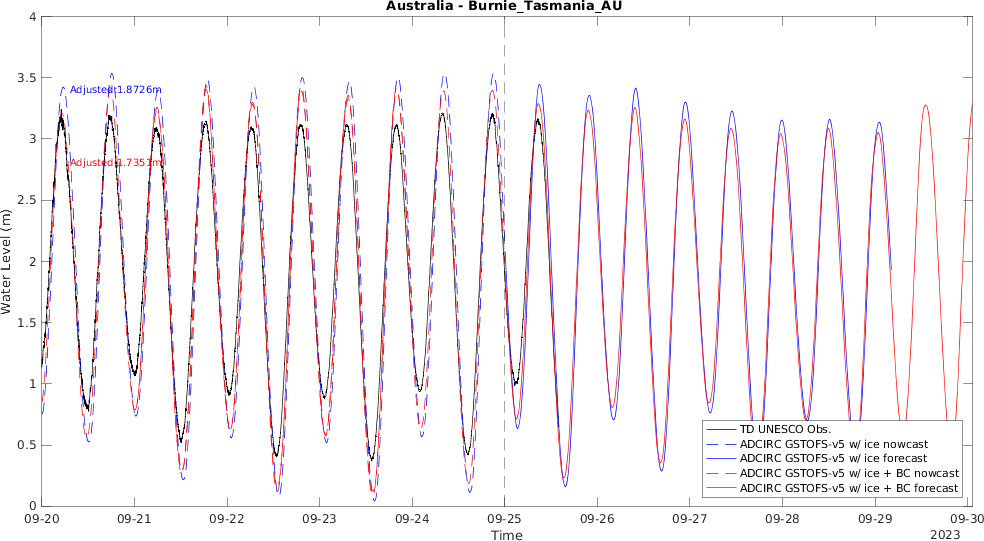 Australia - Burnie_Tasmania_AU
Water Level (m)
4
3.5
3
2.5
2
1.5
1
0.5
0
Adjusted:1.8726m
Adjusted:1.7351m
TD UNESCO Obs.
ADCIRC GSTOFS-v5 w/ ice nowcast
ADCIRC GSTOFS-v5 w/ ice forecast
ADCIRC GSTOFS-v5 w/ ice + BC nowcast
ADCIRC GSTOFS-v5 w/ ice + BC forecast
09-20 09-21 09-22 09-23 09-24 09-25 09-26 09-27 09-28 09-29 09-30
Time
2023